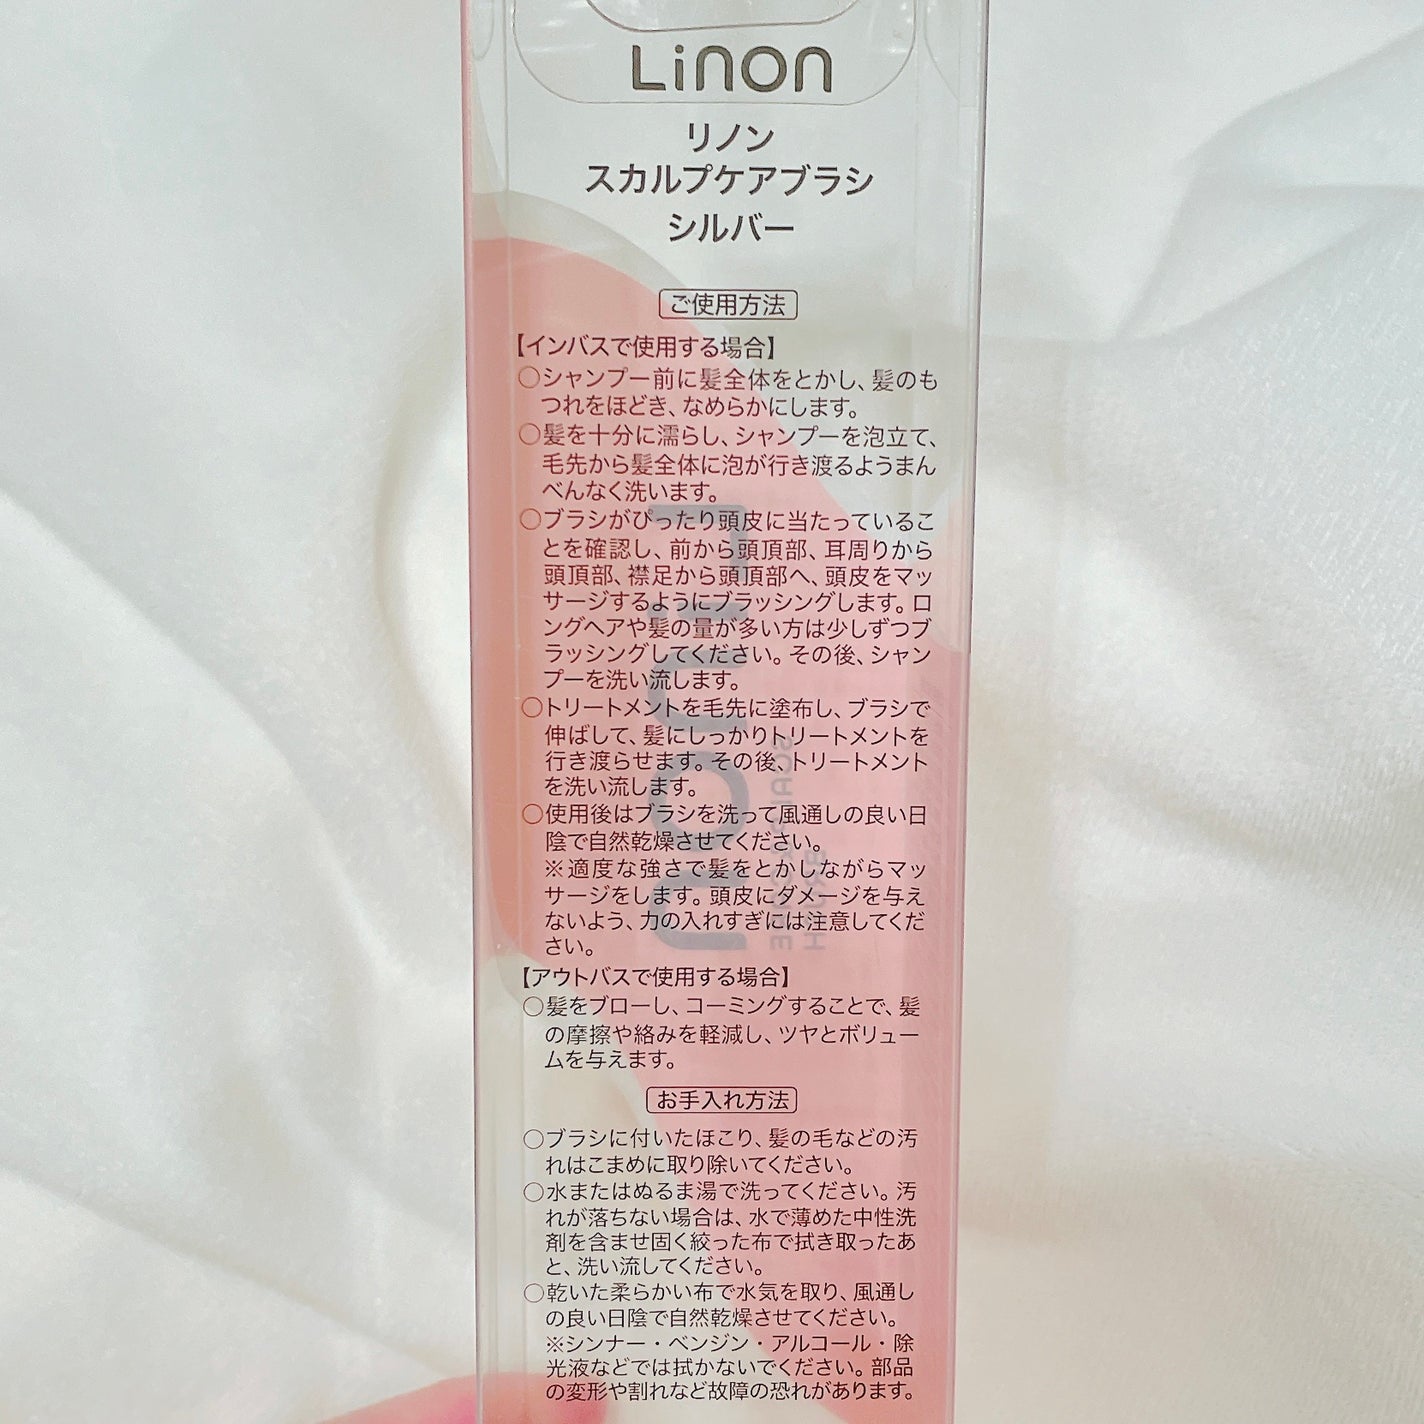 Linon
リノン
スカルプケアブラシ
シルバー
ご使用方法
【インバスで使用する場合】
○シャンプー前に髪全体をとかし、髪のも
つれをほどき、なめらかにします。
○髪を十分に濡らし、シャンプーを泡立て、
毛先から髪全体に泡が行き渡るようまん
べんなく洗います。
○ブラシがぴったり頭皮に当たっているこ
とを確認し、前から頭頂部、耳周りから
頭頂部、襟足から頭頂部へ、頭皮をマッ
サージするようにブラッシングします。ロ
ングヘアや髪の量が多い方は少しずつブ
ラッシングしてください。その後、シャン
プーを洗い流します。
○トリートメントを毛先に塗布し、ブラシで
伸ばして、髪にしっかりトリートメントを
行き渡らせます。その後、トリートメント
を洗い流します。
○使用後はブラシを洗って風通しの良い日
陰で自然乾燥させてください。
※適度な強さで髪をとかしながらマッ
サージをします。頭皮にダメージを与え
ないよう、力の入れすぎには注意してくだ
さい。
【アウトバスで使用する場合】
○髪をブローし、コーミングすることで、髪
の摩擦や絡みを軽減し、ツヤとボリュー
ムを与えます。
お手入れ方法
○ブラシに付いたほこり、髪の毛などの汚
れはこまめに取り除いてください。
○水またはぬるま湯で洗ってください。汚
れが落ちない場合は、水で薄めた中性洗
剤を含ませ固く絞った布で拭き取ったあ
と、洗い流してください。
○乾いた柔らかい布で水気を取り、風通し
の良い日陰で自然乾燥させてください。
※シンナー・ベンジン・アルコール・除
光液などでは拭かないでください。部品
の変形や割れなど故障の恐れがあります。
Linon
SCALP CARE
BRUSH